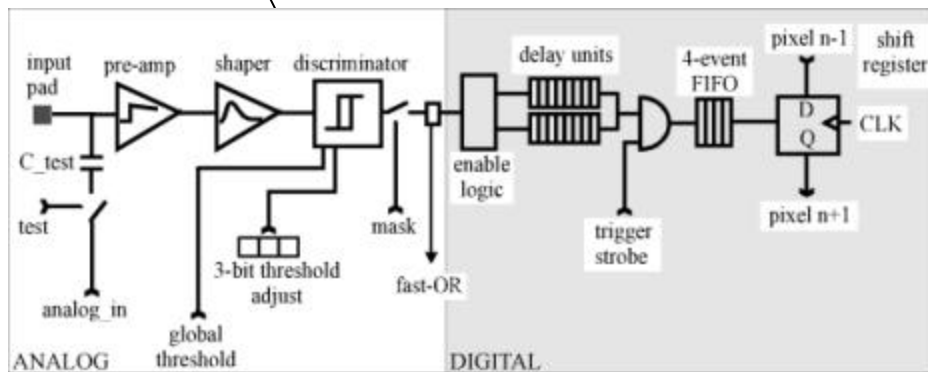 input
pad
pre-amp
shaper
discriminator
delay units
4-event
FIFO
pixel n-1
shift
register
D
Q
CLK
C_test
enable
logic
test
mask
pixel n+1
trigger
strobe
3-bit threshold
adjust
fast-OR
analog_in
global
threshold
ANALOG
DIGITAL